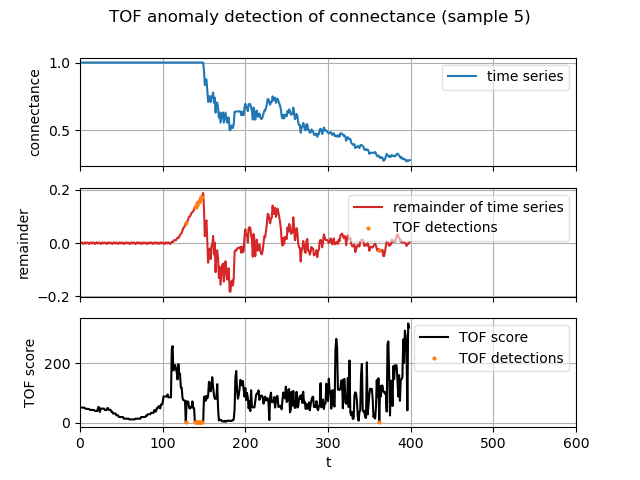 TOF anomaly detection of connectance (sample 5)
connectance
1.0
0.5
time series
remainder
0.2
0.0
−0.2
remainder of time series
TOF detections
TOF score
200
0
TOF score
TOF detections
0 100 200 300 400 500 600
t